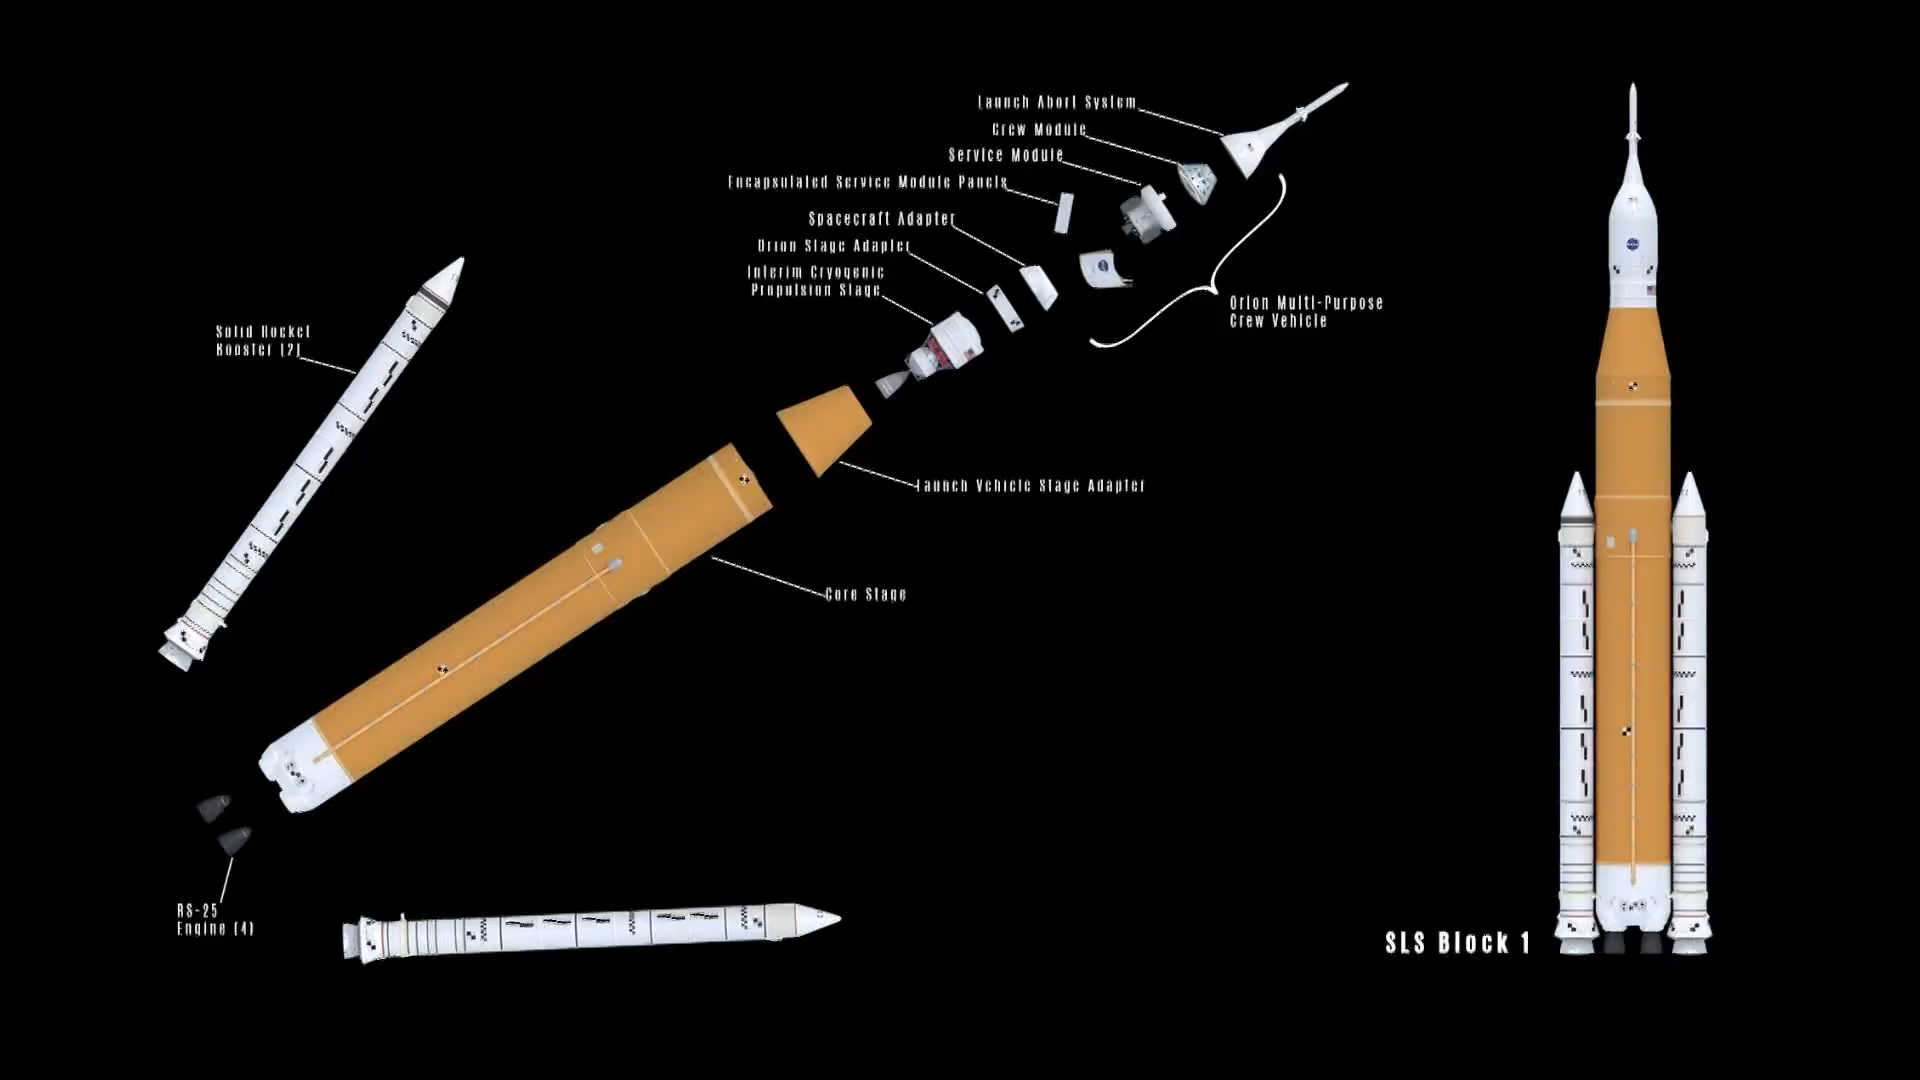 Launch Abort System
Crew Module
Service Module
Encapsulated Service Module Panels
Spacecraft Adapter
Orion Stage Adapter
Interim Cryogenic
Propulsion Stage
Orion Multi-Purpose
Crew Vehicle
Solid Rocket
Booster (2)
Launch Vehicle Stage Adapter
Core Stage
RS-25
Engine (4)
SLS Block 1